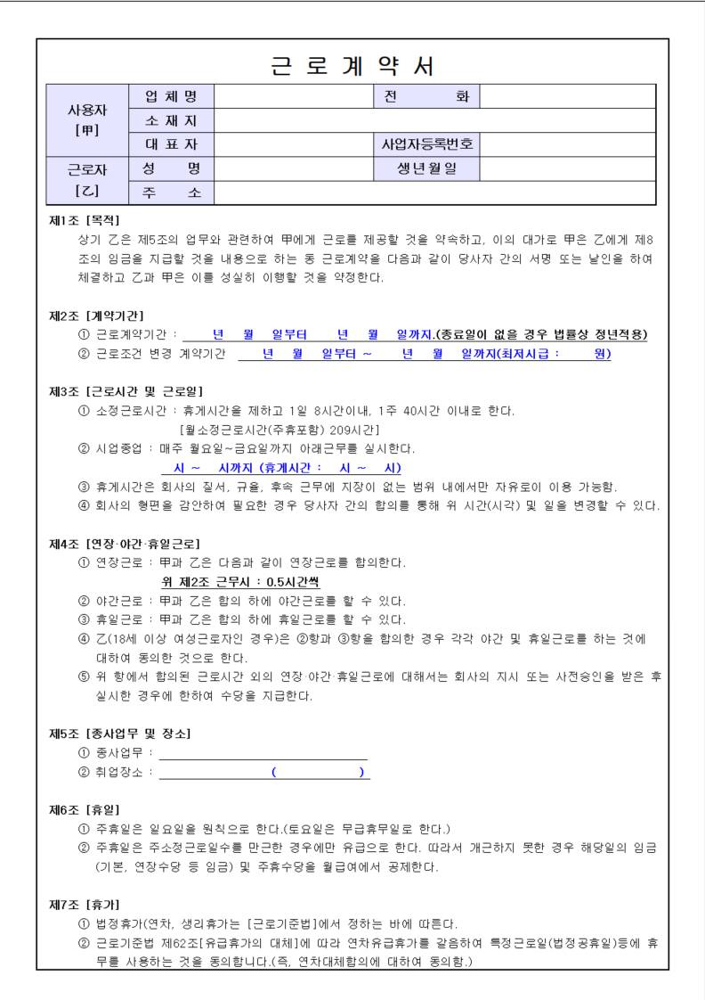 근 로 계 약 서
사용자
[甲]
업 체 명
전 화
소 재 지
대 표 자
사업자등록번호
근로자
[乙]
성 명
생년월일
주 소
제1조 [목적]
상기 乙은 제5조의 업무와 관련하여 甲에게 근로를 제공할 것을 약속하고, 이의 대가로 甲은 乙에게 제8
조의 임금을 지급할 것을 내용으로 하는 동 근로계약을 다음과 같이 당사자 간의 서명 또는 날인을 하여
체결하고 乙과 甲은 이를 성실히 이행할 것을 약정한다.
제2조 [계약기간]
① 근로계약기간 : 년 월 일부터 년 월 일까지.(종료일이 없을 경우 법률상 정년적용)
② 근로조건 변경 계약기간 년 월 일부터 ~ 년 월 일까지(최저시급 : 원)
제3조 [근로시간 및 근로일]
① 소정근로시간 : 휴게시간을 제하고 1일 8시간이내, 1주 40시간 이내로 한다.
[월소정근로시간(주휴포함) 209시간]
② 시업종업 : 매주 월요일~금요일까지 아래근무를 실시한다.
시 ~ 시까지 (휴게시간 : 시 ~ 시)
③ 휴게시간은 회사의 질서, 규율, 후속 근무에 지장이 없는 범위 내에서만 자유로이 이용 가능함.
④ 회사의 형편을 감안하여 필요한 경우 당사자 간의 합의를 통해 위 시간(시각) 및 일을 변경할 수 있다.
제4조 [연장·야간·휴일근로]
① 연장근로 : 甲과 乙은 다음과 같이 연장근로를 합의한다.
위 제2조 근무시 : 0.5시간씩
② 야간근로 : 甲과 乙은 합의 하에 야간근로를 할 수 있다.
③ 휴일근로 : 甲과 乙은 합의 하에 휴일근로를 할 수 있다.
④ 乙(18세 이상 여성근로자인 경우)은 ②항과 ③항을 합의한 경우 각각 야간 및 휴일근로를 하는 것에
대하여 동의한 것으로 한다.
⑤ 위 항에서 합의된 근로시간 외의 연장·야간·휴일근로에 대해서는 회사의 지시 또는 사전승인을 받은 후
실시한 경우에 한하여 수당을 지급한다.
제5조 [종사업무 및 장소]
① 종사업무 :
② 취업장소 : ( )
제6조 [휴일]
① 주휴일은 일요일을 원칙으로 한다.(토요일은 무급휴무일로 한다.)
② 주휴일은 주소정근로일수를 만근한 경우에만 유급으로 한다. 따라서 개근하지 못한 경우 해당일의 임금
(기본, 연장수당 등 임금) 및 주휴수당을 월급여에서 공제한다.
제7조 [휴가]
① 법정휴가(연차, 생리휴가는 [근로기준법]에서 정하는 바에 따른다.
② 근로기준법 제62조[유급휴가의 대체]에 따라 연차유급휴가를 갈음하여 특정근로일(법정공휴일)등에 휴
무를 사용하는 것을 동의합니다.(즉, 연차대체합의에 대하여 동의함.)